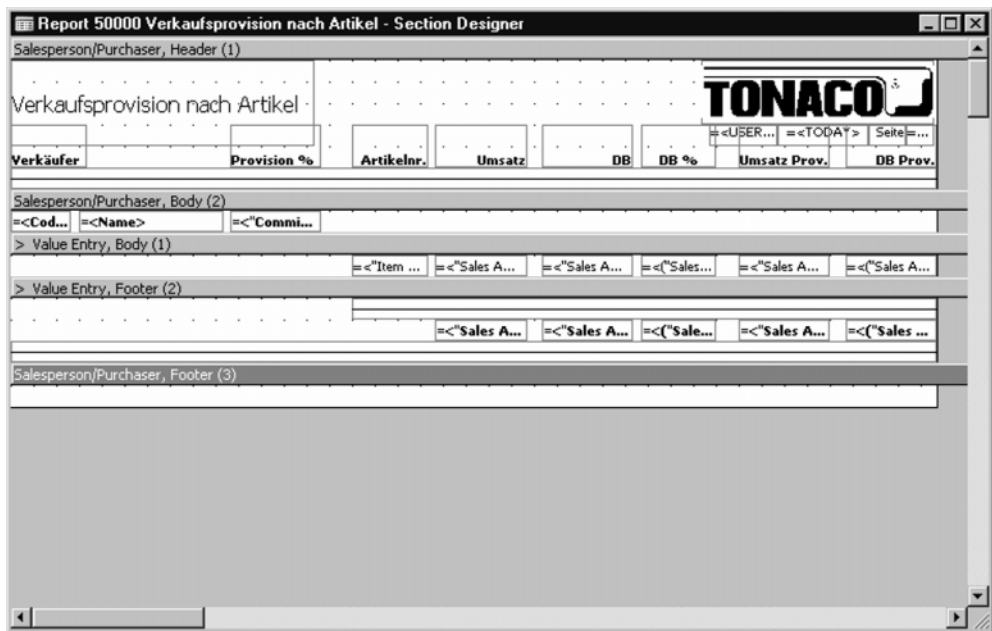 Report 50000 Verkaufsprovision nach Artikel - Section Designer
Salesperson/Purchaser, Header (1)
Verkaufsprovision nach Artikel
TONACO
=<USER... =<TODAY> Seite =...
Verkäufer Provision % Artikelnr. Umsatz DB DB % Umsatz Prov. DB Prov.
Salesperson/Purchaser, Body (2)
=<Cod... =<Name> =<"Commi...
> Value Entry, Body (1)
=<"Item ... =<"Sales A... =<"Sales A... =<("Sales... =<"Sales A... =<("Sales A...
> Value Entry, Footer (2)
=<"Sales A... =<"Sales A... =<("Sale... =<"Sales A... =<("Sales ...
Salesperson/Purchaser, Footer (3)